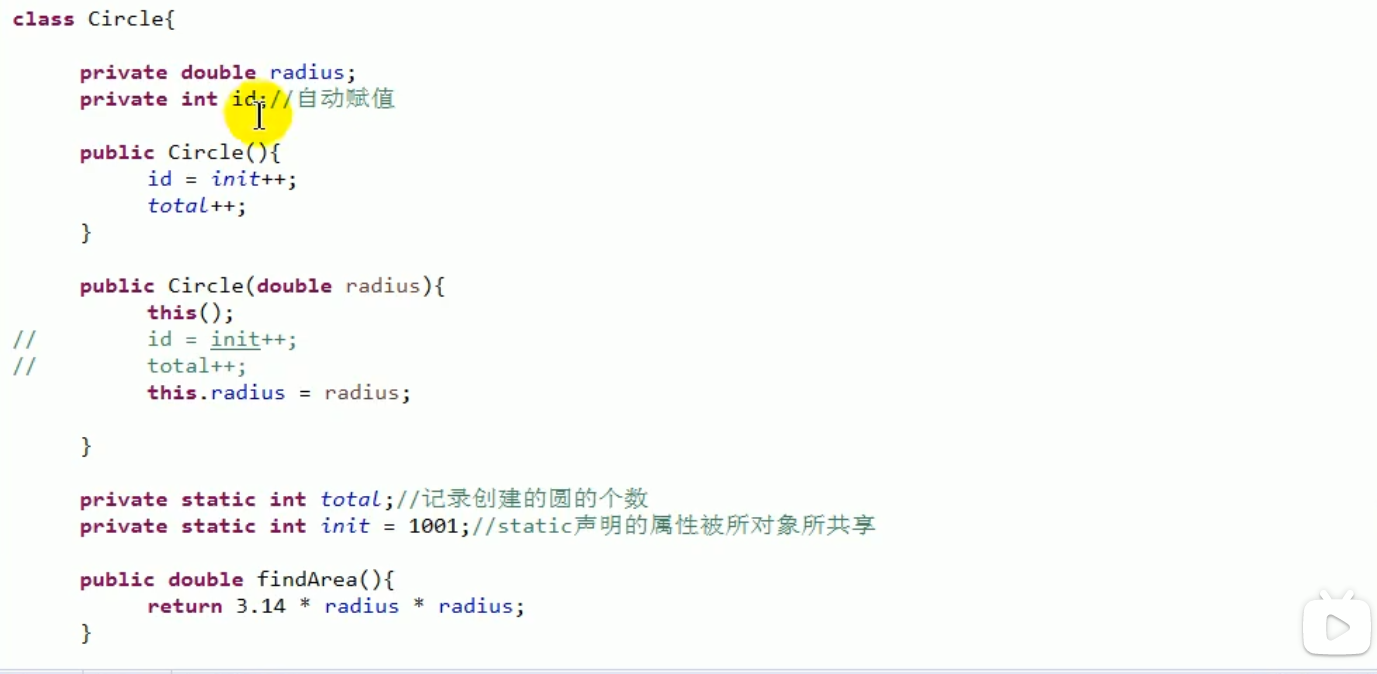 class Circle{
private double radius;
private int id;//自动赋值
public Circle(){
id = init++;
total++;
}
public Circle(double radius){
this();
// id = init++;
// total++;
this.radius = radius;
}
private static int total;//记录创建的圆的个数
private static int init = 1001;//static声明的属性被所对象所共享
public double findArea(){
return 3.14 * radius * radius;
}